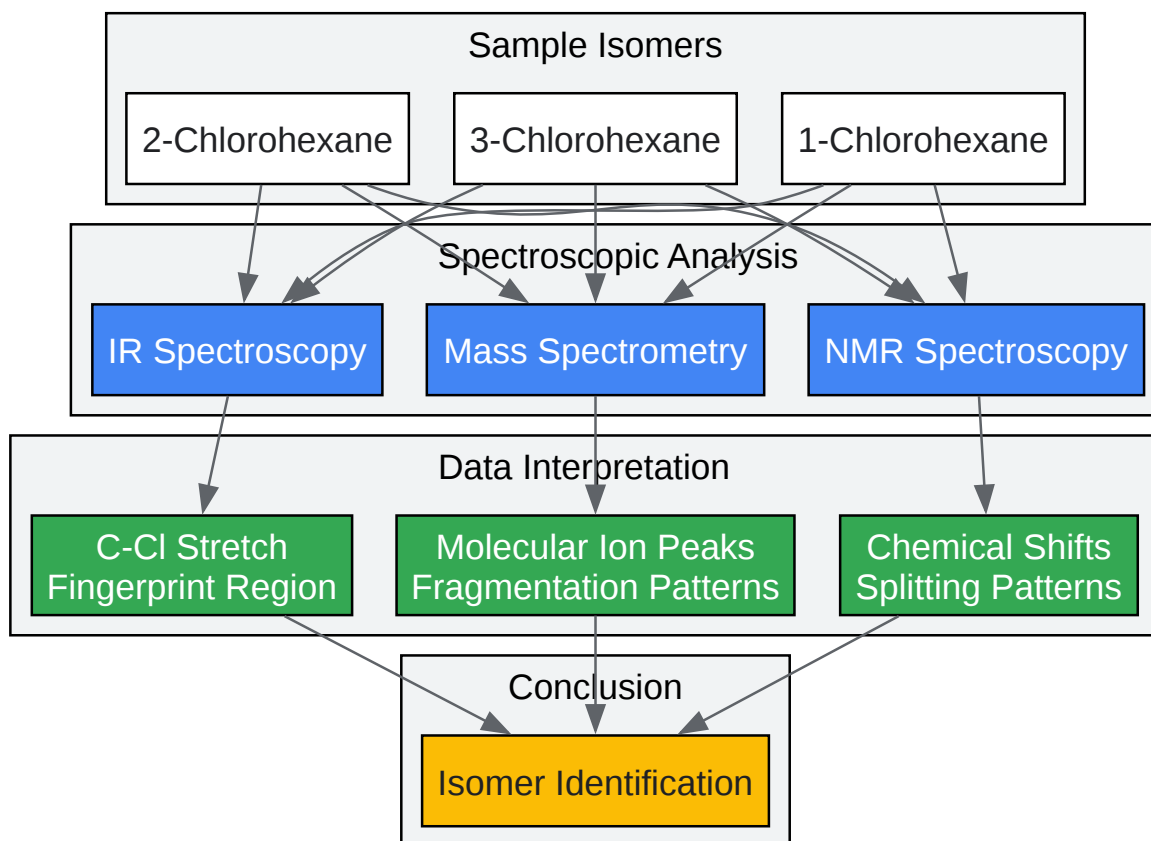 Sample Isomers
2-Chlorohexane
3-Chlorohexane
1-Chlorohexane
Spectroscopic Analysis
IR Spectroscopy
Mass Spectrometry
NMR Spectroscopy
Data Interpretation
C-Cl Stretch
Fingerprint Region
Molecular Ion Peaks
Fragmentation Patterns
Chemical Shifts
Splitting Patterns
Conclusion
Isomer Identification